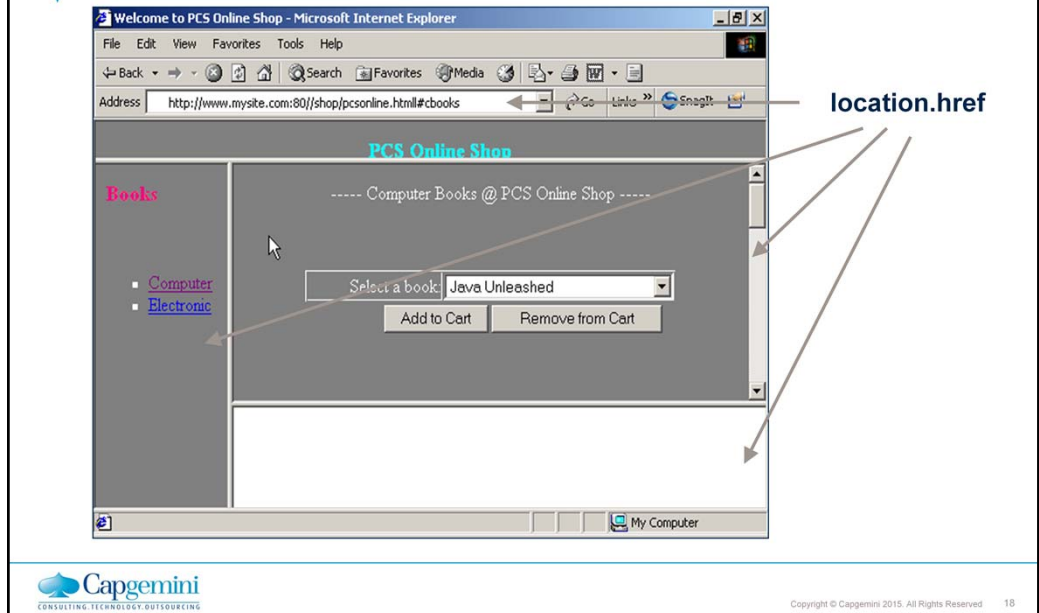 Welcome to PCS Online Shop - Microsoft Internet Explorer
File Edit View Favorites Tools Help
Back Search Favorites Media
Address http://www.mysite.com:80//shop/pcsonline.htmll#cbooks Go Links » SnagIt
location.href
PCS Online Shop
Books
----- Computer Books @ PCS Online Shop -----
Computer
Electronic
Select a book: Java Unleashed
Add to Cart Remove from Cart
My Computer
Capgemini
CONSULTING.TECHNOLOGY.OUTSOURCING
Copyright © Capgemini 2015. All Rights Reserved 18